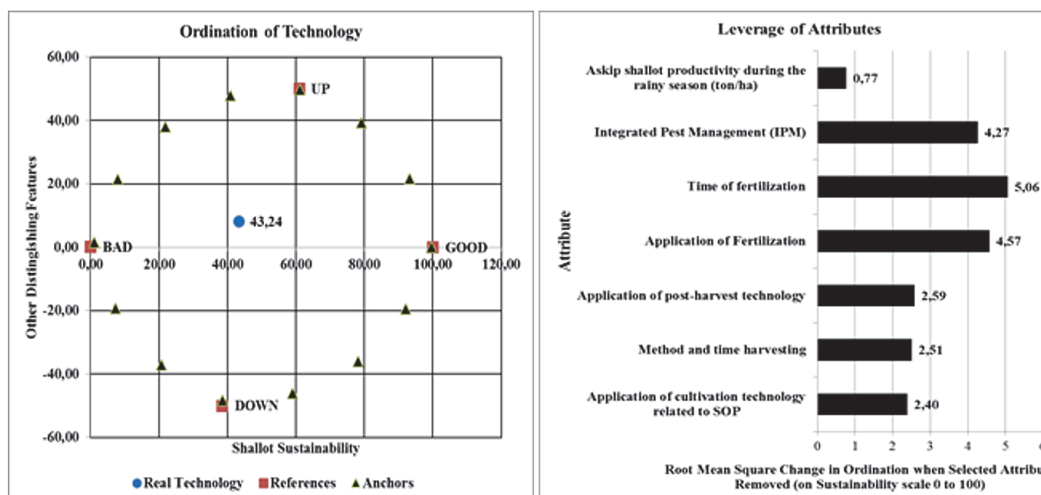 Ordination of Technology
60,00
40,00
20,00
0,00
-20,00
-40,00
-60,00
Other Distingishing Features
UP
43,24
BAD
GOOD
DOWN
0,00 20,00 40,00 60,00 80,00 100,00 120,00
Shallot Sustainability
Real Technology References Anchors
Leverage of Attributes
Attribute
Askip shallot productivity during the
rainy season (ton/ha)
0,77
Integrated Pest Management (IPM)
4,27
Time of fertilization
5,06
Application of Fertilization
4,57
Application of post-harvest technology
2,59
Method and time harvesting
2,51
Application of cultivation technology
related to SOP
2,40
0 1 2 3 4 5
Root Mean Square Change in Ordination when Selected Attribu
Removed (on Sustainability scale 0 to 100)